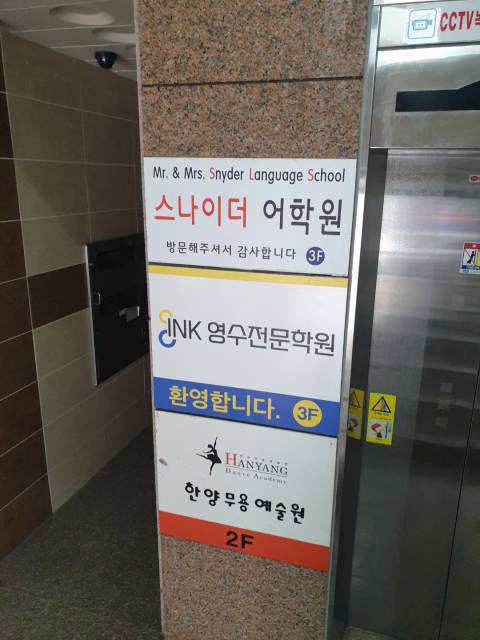 CCTV
Mr. & Mrs. Snyder Language School
스나이더 어학원
방문해주셔서 감사합니다 3F
INK 영수전문학원
환영합니다. 3F
HANYANG
Dance Academy
한양무용예술원
2F